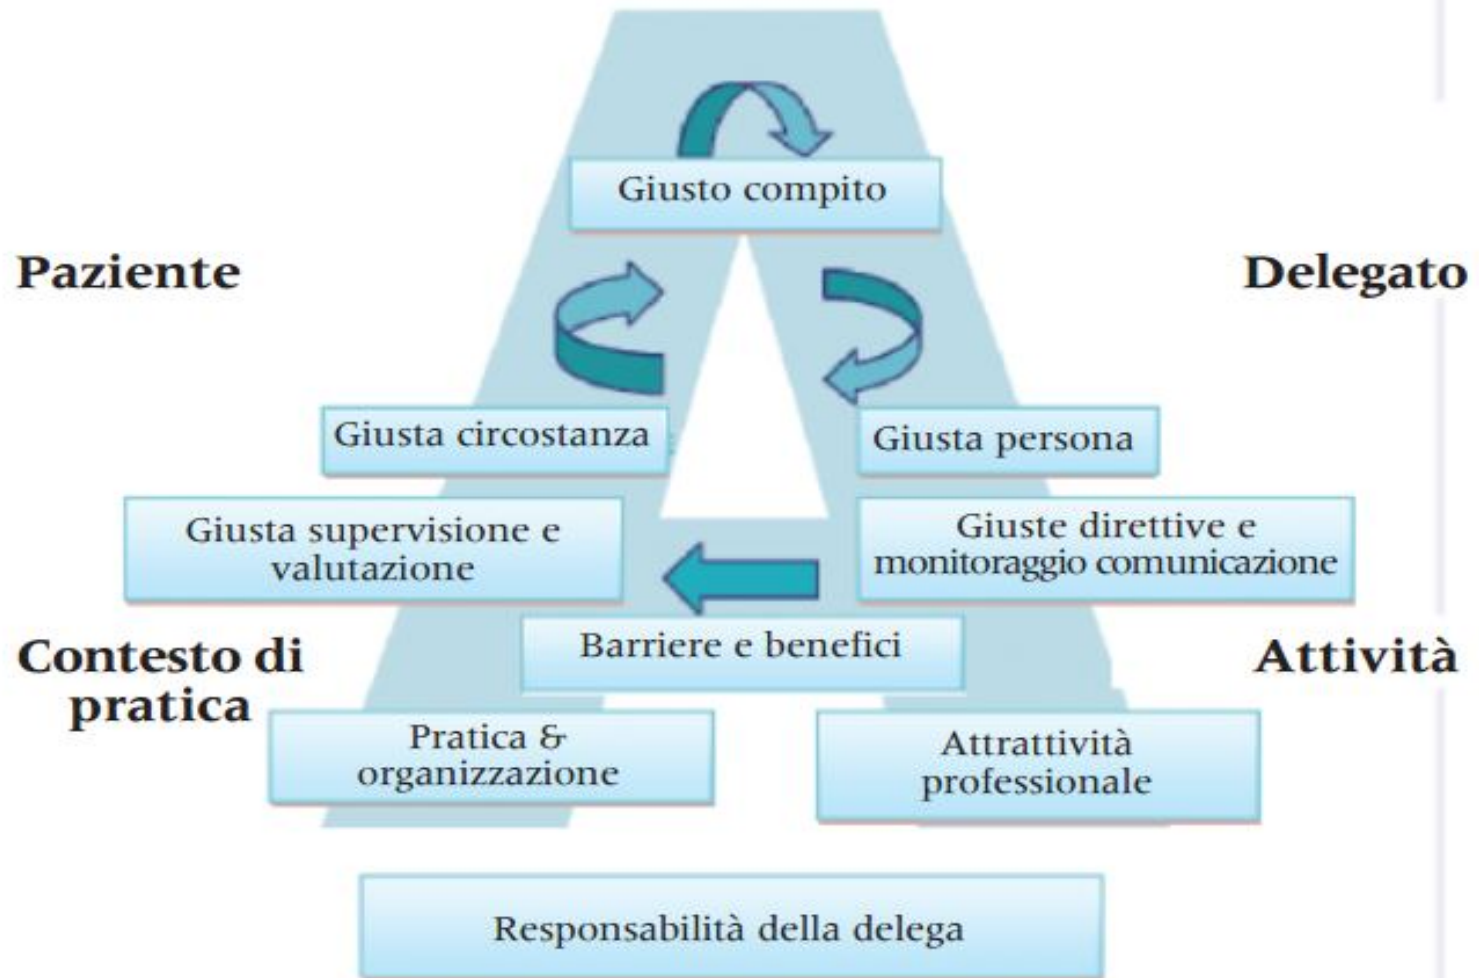 Giusto compito
Paziente
Delegato
Giusta circostanza
Giusta persona
Giusta supervisione e
valutazione
Giuste direttive e
monitoraggio comunicazione
Barriere e benefici
Contesto di
pratica
Attività
Pratica &
organizzazione
Attrattività
professionale
Responsabilità della delega